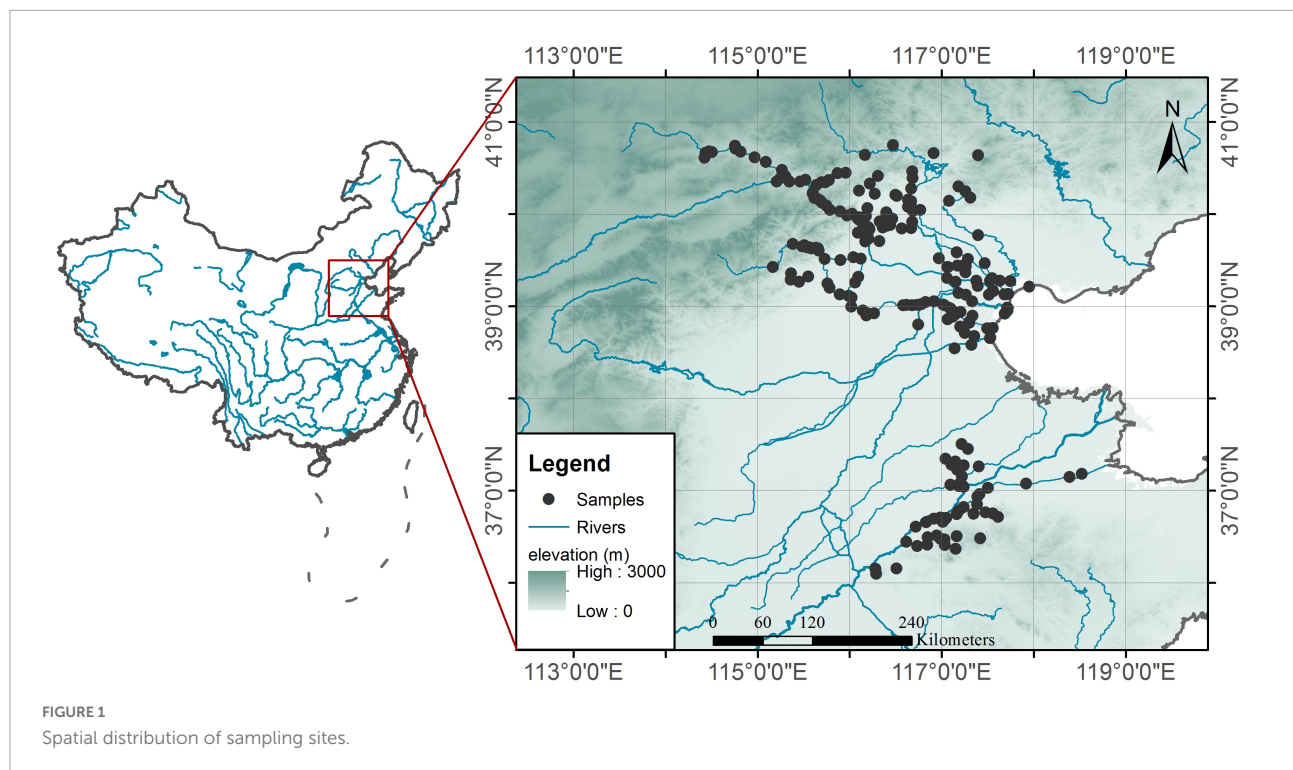 113°0'0"E 115°0'0"E 117°0'0"E 119°0'0"E
41°0'0"N
39°0'0"N
37°0'0"N
N
41°0'0"N
39°0'0"N
37°0'0"N
Legend
Samples
Rivers
elevation (m)
High : 3000
Low : 0
0 60 120 240
Kilometers
113°0'0"E 115°0'0"E 117°0'0"E 119°0'0"E
FIGURE 1
Spatial distribution of sampling sites.